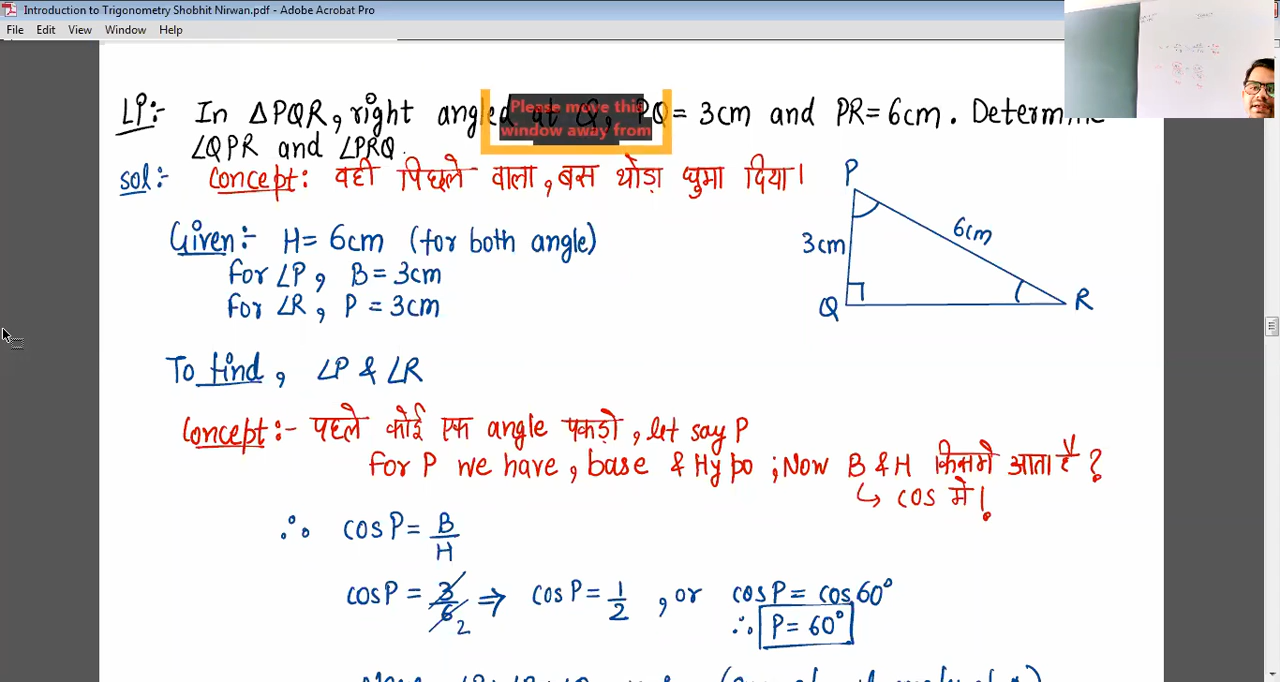 Introduction to Trigonometry Shobhit Nirwan.pdf - Adobe Acrobat Pro
File Edit View Window Help
LP:- In ΔPQR, right angled at Q, PQ = 3cm and PR = 6cm. Determine
∠QPR and ∠PRQ.
Please move this
window away from
Sol:- Concept: वही पिछले वाला, बस थोड़ा घुमा दिया।
P
Given:- H = 6cm (for both angle)
6cm
3cm
For ∠P, B = 3cm
For ∠R, P = 3cm
Q
R
To find, ∠P & ∠R
Concept:- पहले कोई एक angle पकड़ो, let say P
For P we have, base & Hypo; Now B & H किसमे आता है?
↳ cos में!
∴ cos P = B/H
cos P = 3/6 2 ⇒ cos P = 1/2, or cos P = cos 60°
∴ P = 60°